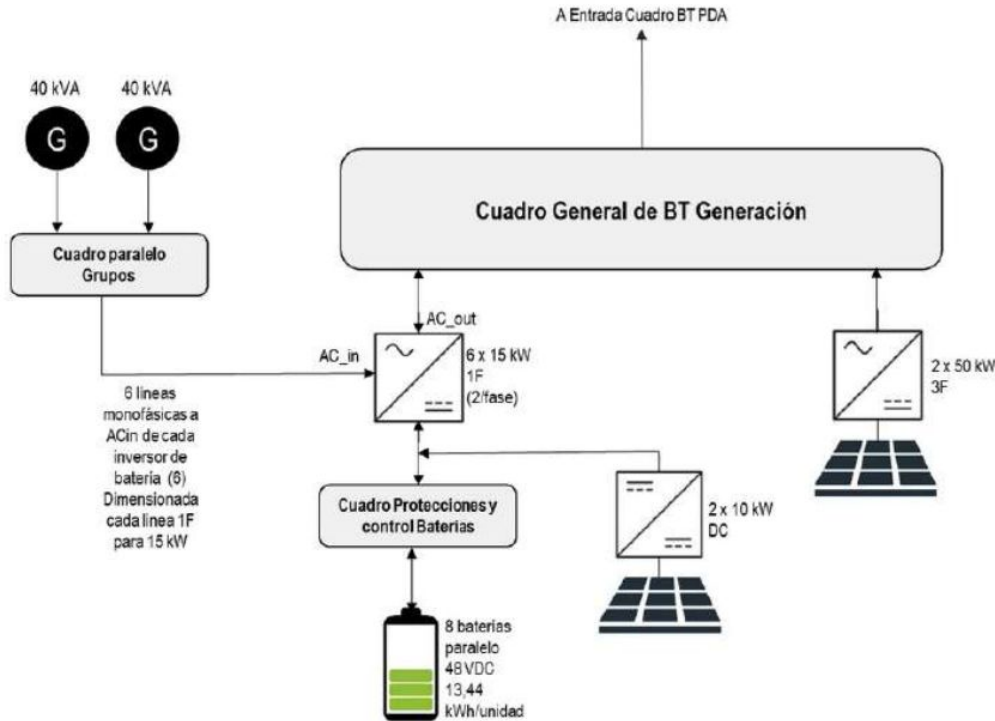 A Entrada Cuadro BT PDA
40 kVA
40 kVA
G
G
Cuadro General de BT Generación
Cuadro paralelo
Grupos
AC_out
AC_in
6 x 15 kW
1F
(2/fase)
2 x 50 kW
3F
6 lineas
monofásicas a
ACin de cada
inversor de
batería (6)
Dimensionada
cada linea 1F
para 15 kW
Cuadro Protecciones y
control Baterías
2 x 10 kW
DC
8 baterías
paralelo
48 VDC
13,44
kWh/unidad